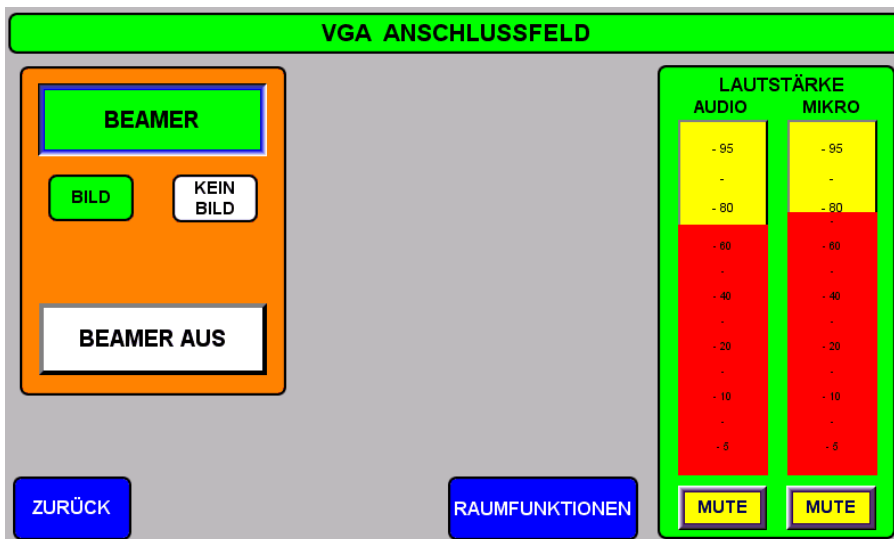 VGA ANSCHLUSSFELD
BEAMER
BILD
KEIN
BILD
BEAMER AUS
ZURÜCK
RAUMFUNKTIONEN
LAUTSTÄRKE
AUDIO MIKRO
- 95 - 95
- -
- 80 - 80
-
- 60 - 60
- -
- 40 - 40
- -
- 20 - 20
- -
- 10 - 10
- -
- 5 - 5
MUTE MUTE